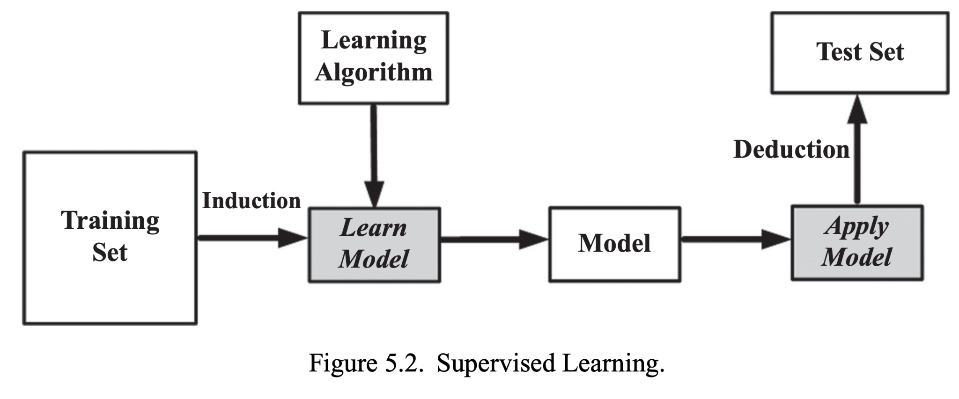 Learning
Algorithm
Test Set
Deduction
Training
Set
Induction
Learn
Model
Model
Apply
Model
Figure 5.2. Supervised Learning.